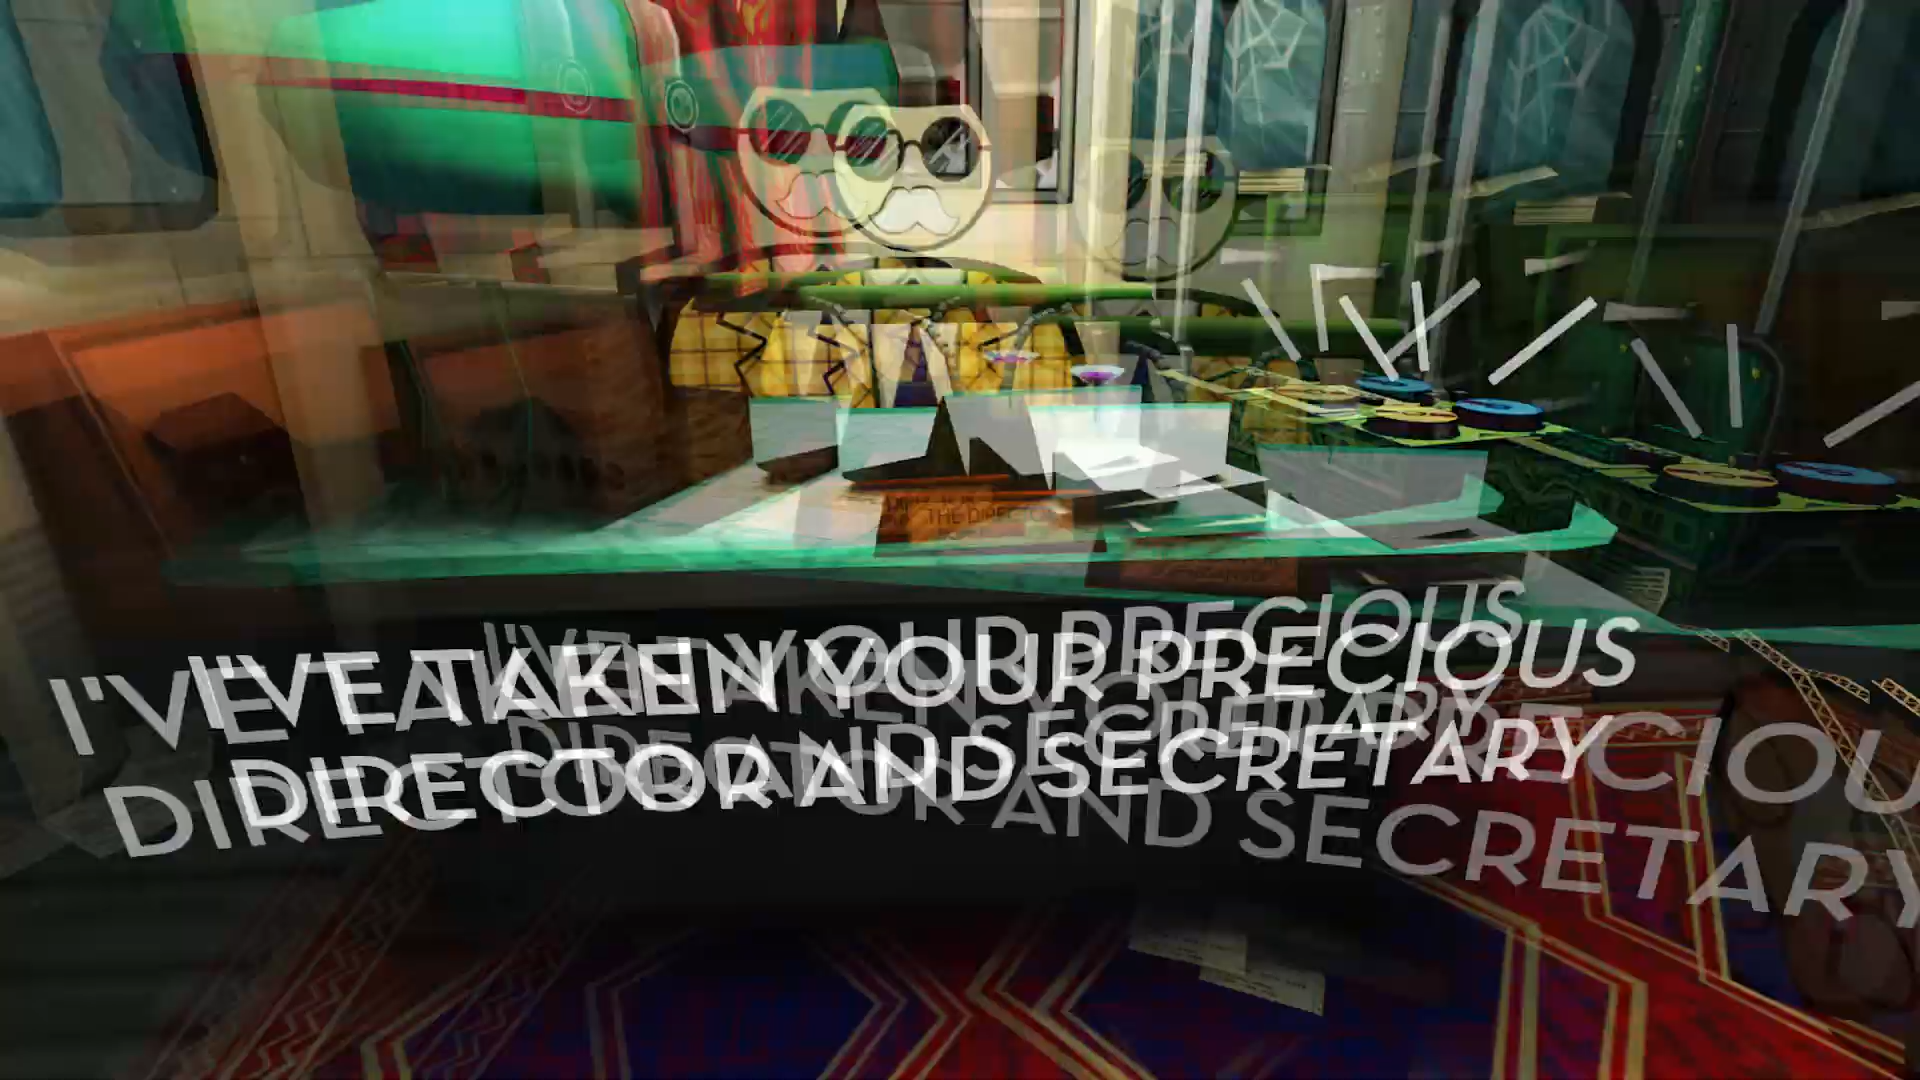 THE DIRECTOR
I'VE TAKEN YOUR PRECIOUS
DIRECTOR AND SECRETARY